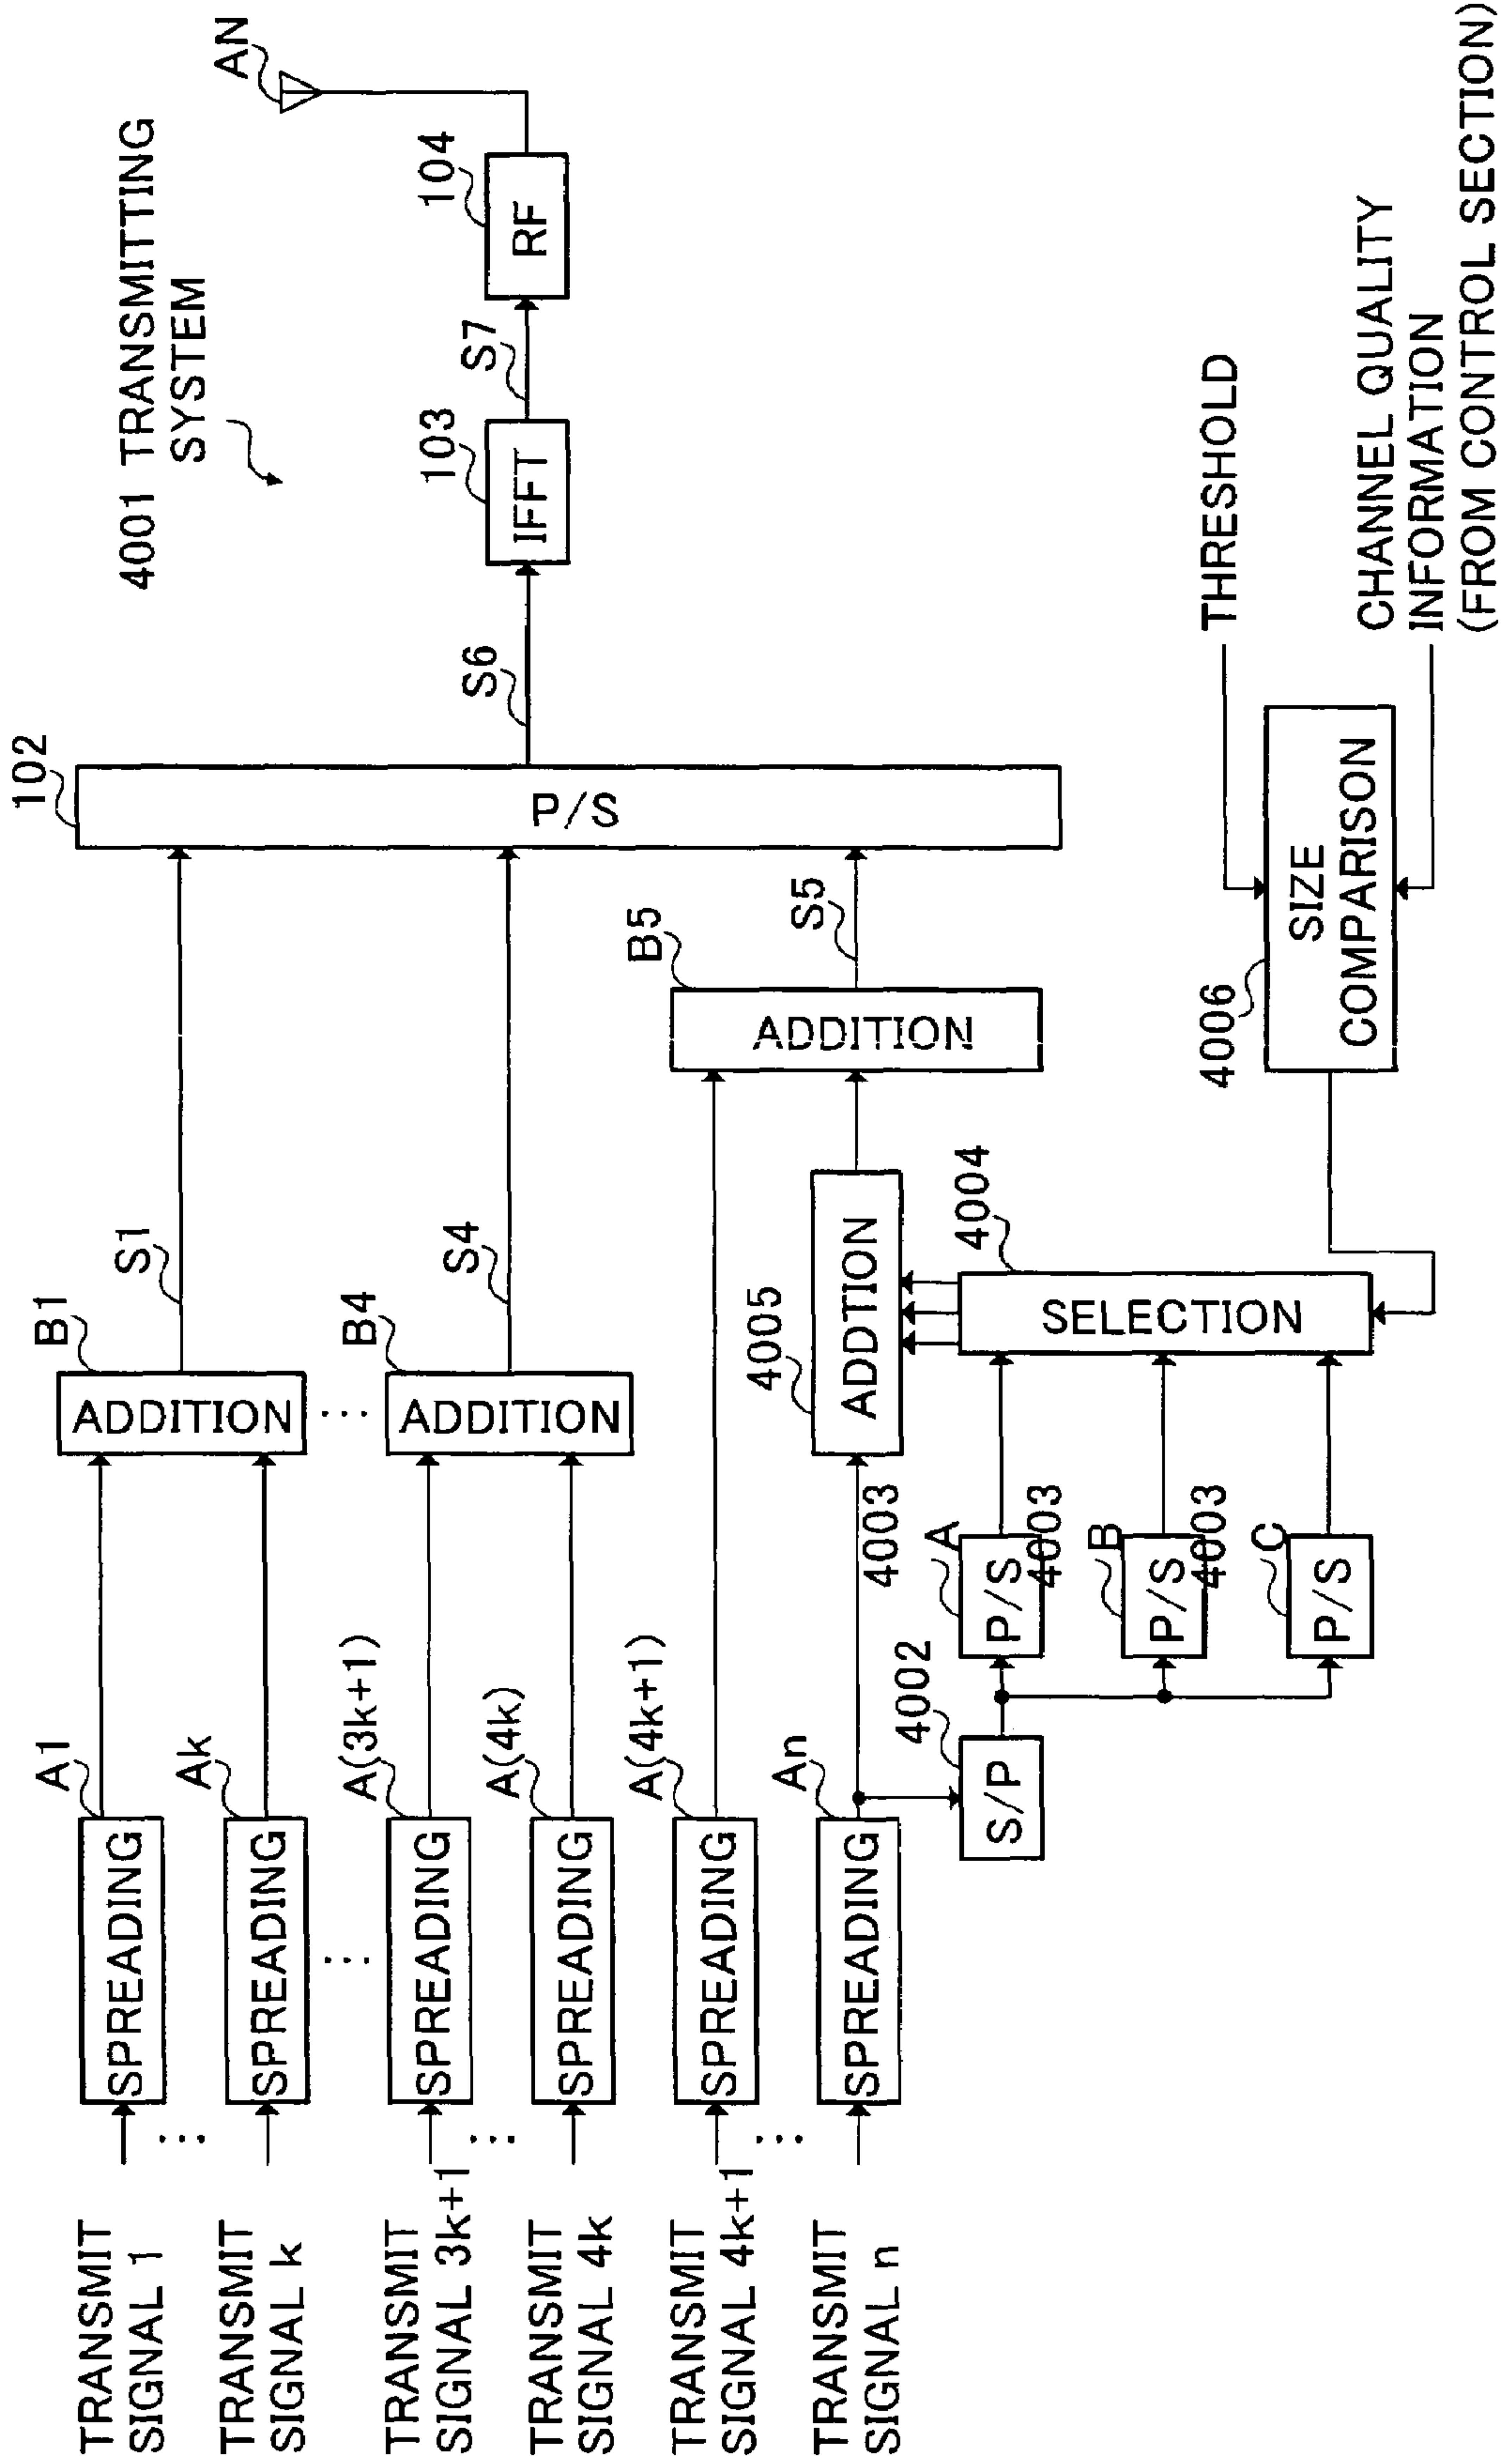 4001 TRANSMITTING
SYSTEM
AN
104
RF
S7
103
IFFT
S6
102
P/S
S1
S4
S5
B1
ADDITION
...
B4
ADDITION
B5
ADDITION
4005
ADDTION
4004
SELECTION
4006
SIZE
COMPARISON
THRESHOLD
CHANNEL QUALITY
INFORMATION
(FROM CONTROL SECTION)
4003
A
P/S
4003
B
P/S
4003
C
P/S
4002
S/P
A1
SPREADING
Ak
SPREADING
...
A(3k+1)
SPREADING
A(4k)
SPREADING
A(4k+1)
SPREADING
An
SPREADING
...
...
...
TRANSMIT
SIGNAL 1
TRANSMIT
SIGNAL k
TRANSMIT
SIGNAL 3k+1
TRANSMIT
SIGNAL 4k
TRANSMIT
SIGNAL 4k+1
TRANSMIT
SIGNAL n